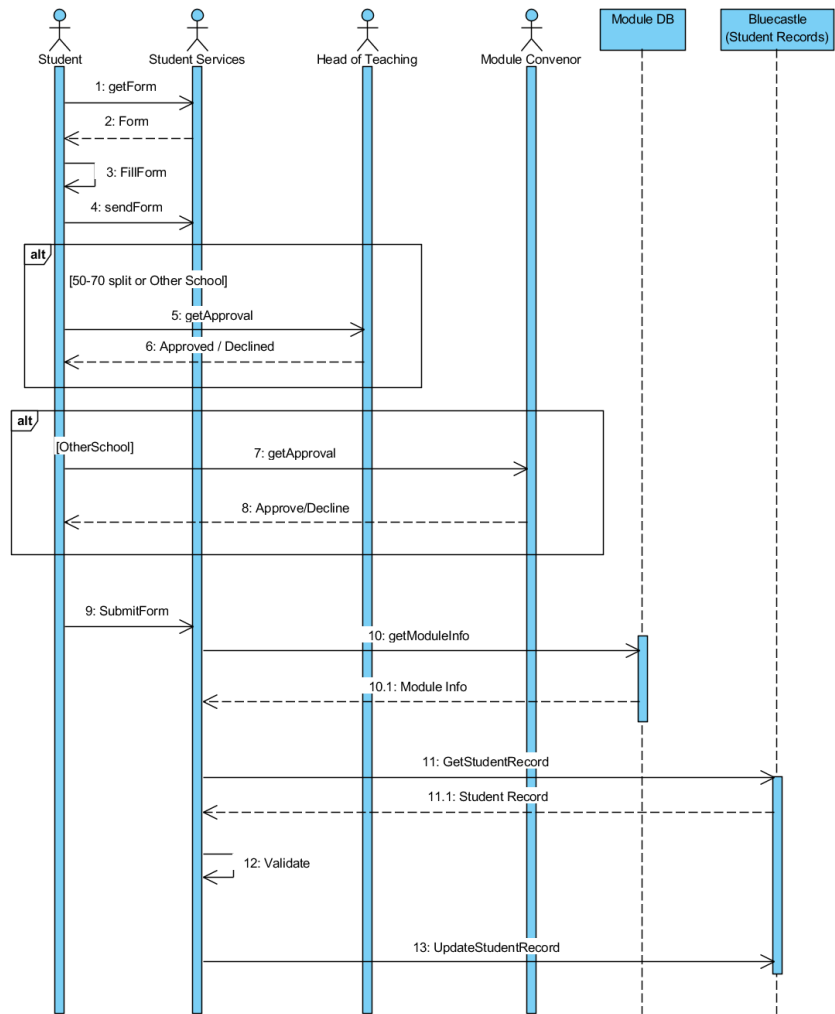 Student
Student Services
Head of Teaching
Module Convenor
Module DB
Bluecastle
(Student Records)
1: getForm
2: Form
3: FillForm
4: sendForm
alt
[50-70 split or Other School]
5: getApproval
6: Approved / Declined
alt
[OtherSchool]
7: getApproval
8: Approve/Decline
9: SubmitForm
10: getModuleInfo
10.1: Module Info
11: GetStudentRecord
11.1: Student Record
12: Validate
13: UpdateStudentRecord